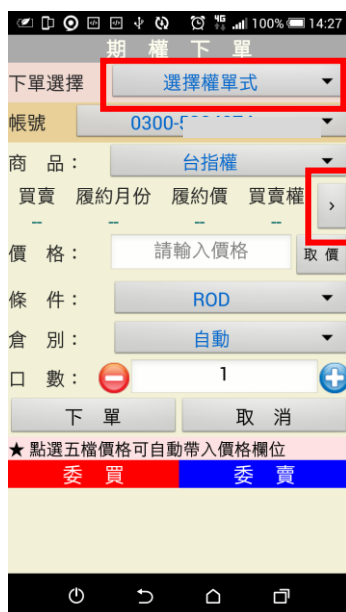 4G 100% 14:27
期 權 下 單
下單選擇 選擇權單式
帳號 0300-
商 品： 台指權
買賣 履約月份 履約價 買賣權 ›
-- -- -- --
價 格： 請輸入價格 取 價
條 件： ROD
倉 別： 自動
口 數： 1
下 單 取 消
★ 點選五檔價格可自動帶入價格欄位
委 買 委 賣